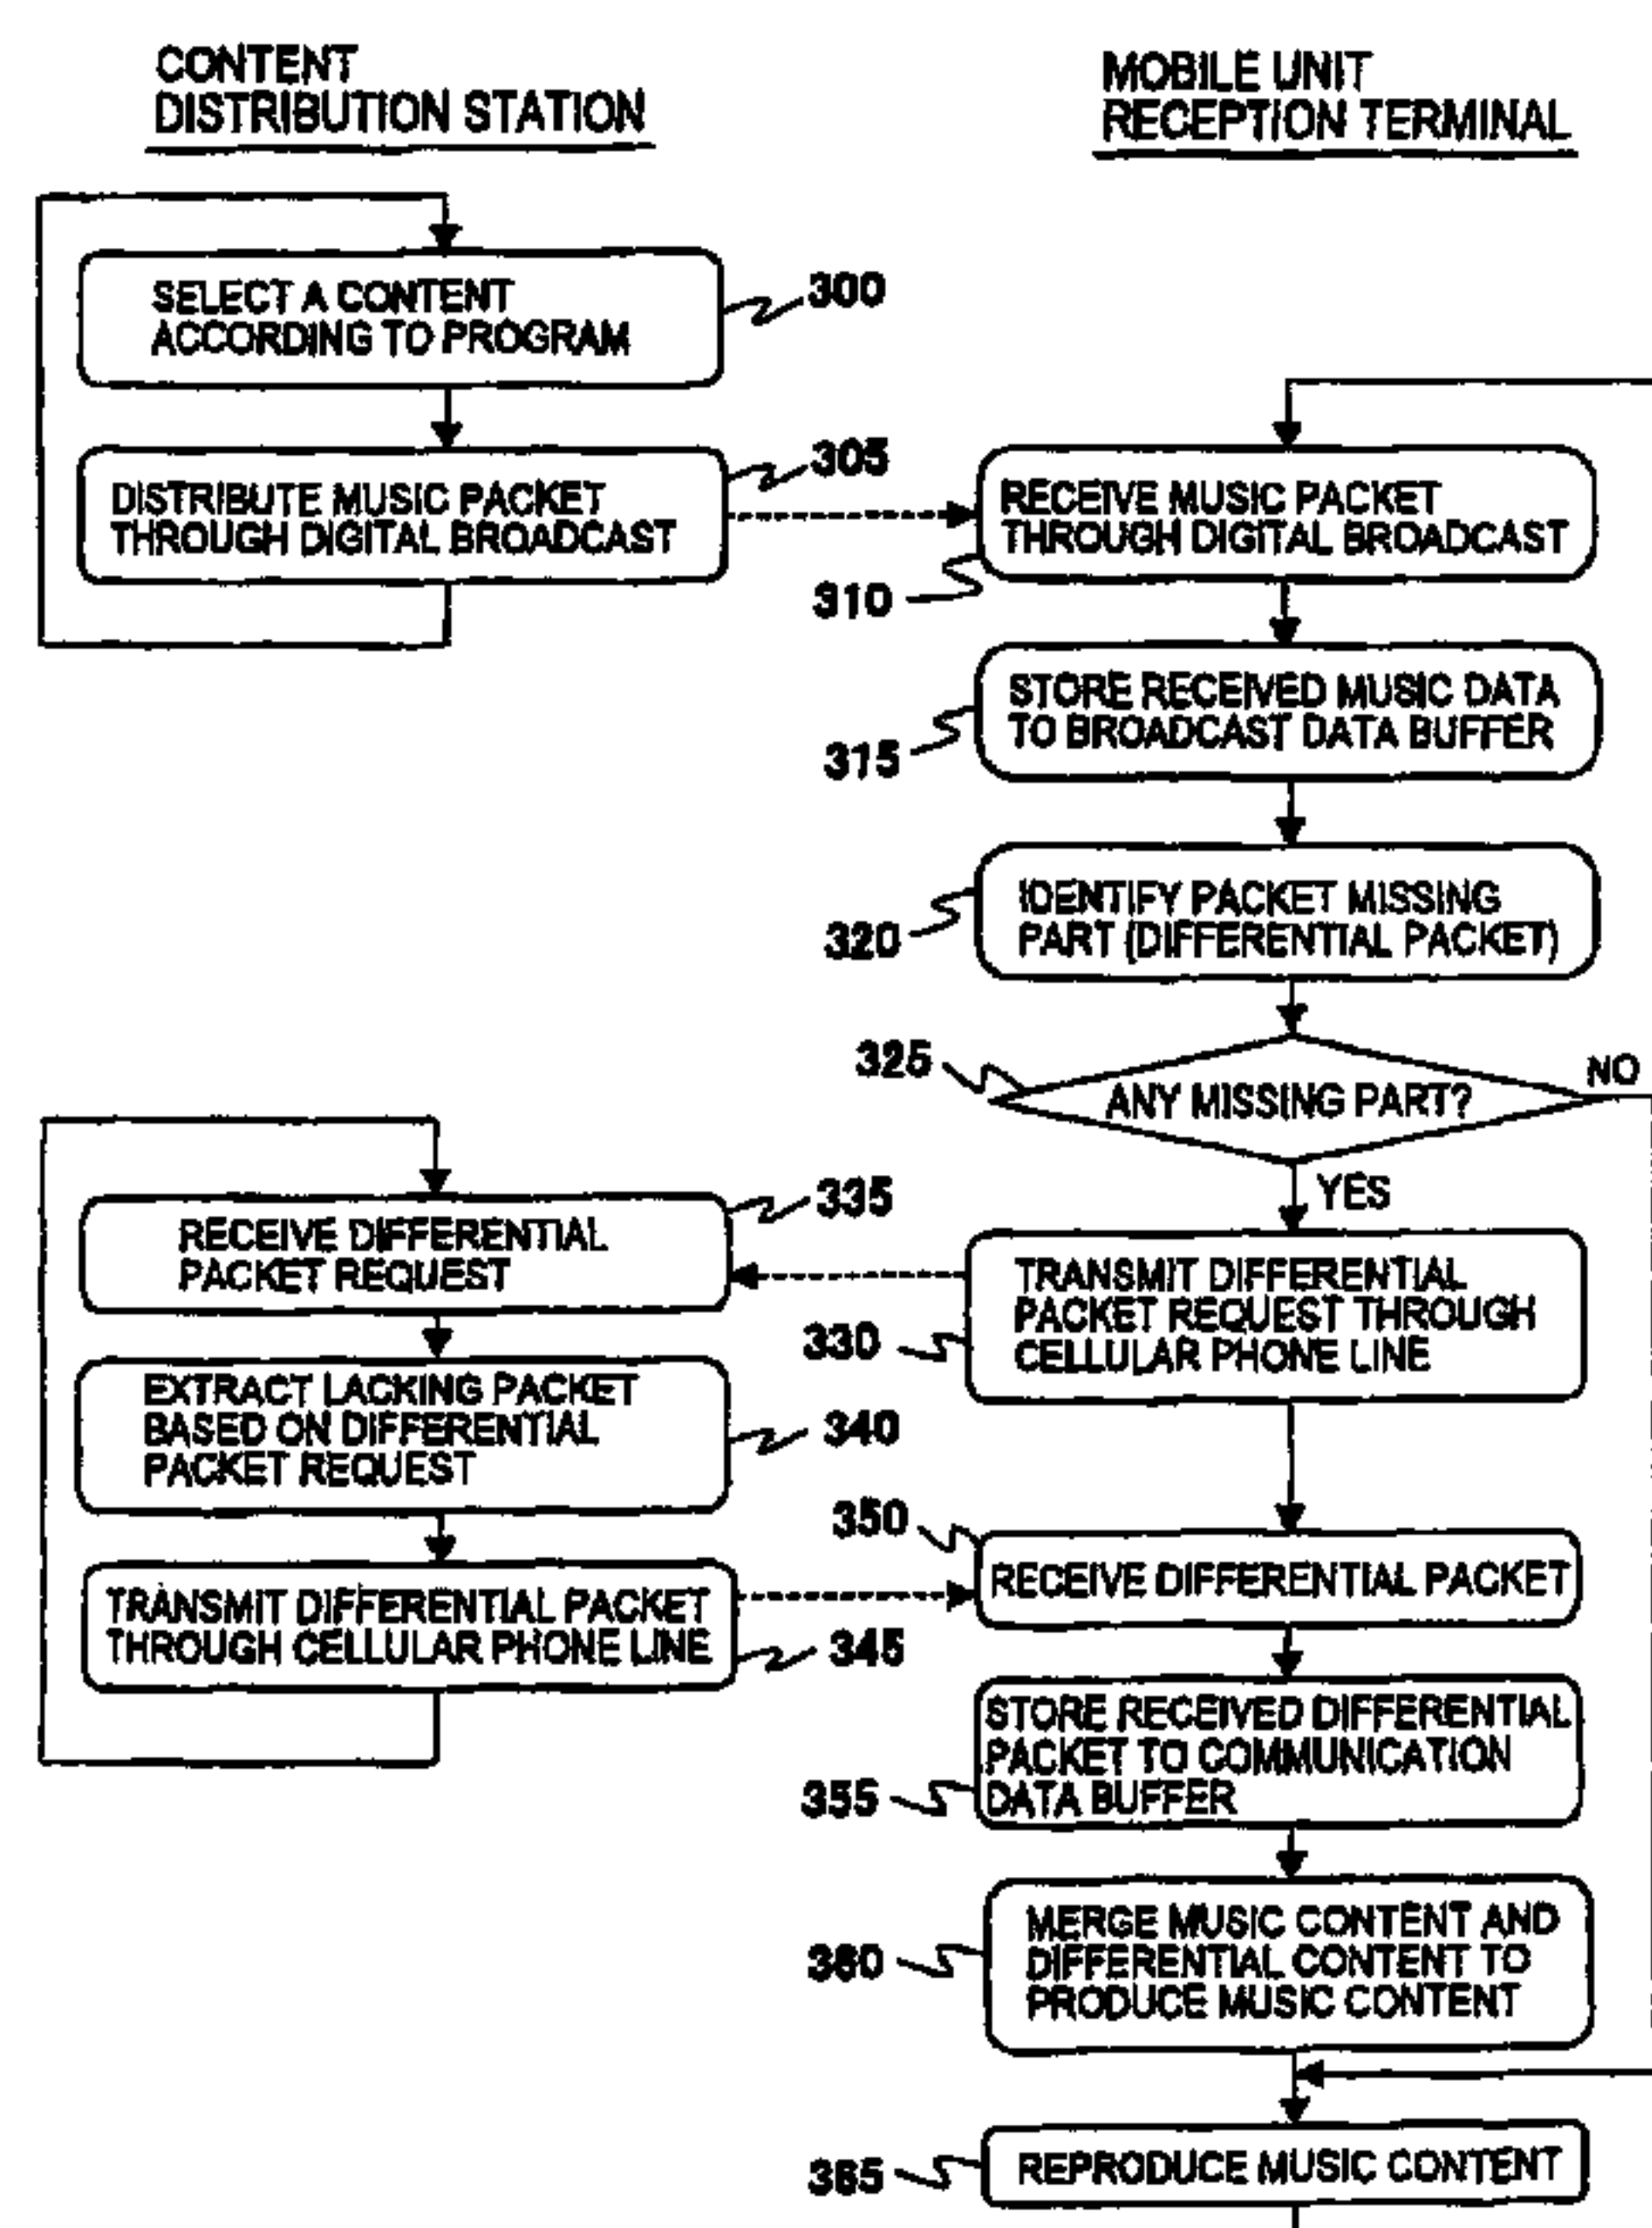 CONTENT
DISTRIBUTION STATION
MOBILE UNIT
RECEPTION TERMINAL
SELECT A CONTENT
ACCORDING TO PROGRAM
300
DISTRIBUTE MUSIC PACKET
THROUGH DIGITAL BROADCAST
305
RECEIVE MUSIC PACKET
THROUGH DIGITAL BROADCAST
310
STORE RECEIVED MUSIC DATA
TO BROADCAST DATA BUFFER
315
IDENTIFY PACKET MISSING
PART (DIFFERENTIAL PACKET)
320
325
ANY MISSING PART?
NO
YES
RECEIVE DIFFERENTIAL
PACKET REQUEST
335
TRANSMIT DIFFERENTIAL
PACKET REQUEST THROUGH
CELLULAR PHONE LINE
330
EXTRACT LACKING PACKET
BASED ON DIFFERENTIAL
PACKET REQUEST
340
350
RECEIVE DIFFERENTIAL PACKET
TRANSMIT DIFFERENTIAL PACKET
THROUGH CELLULAR PHONE LINE
345
STORE RECEIVED DIFFERENTIAL
PACKET TO COMMUNICATION
DATA BUFFER
355
MERGE MUSIC CONTENT AND
DIFFERENTIAL CONTENT TO
PRODUCE MUSIC CONTENT
360
REPRODUCE MUSIC CONTENT
365